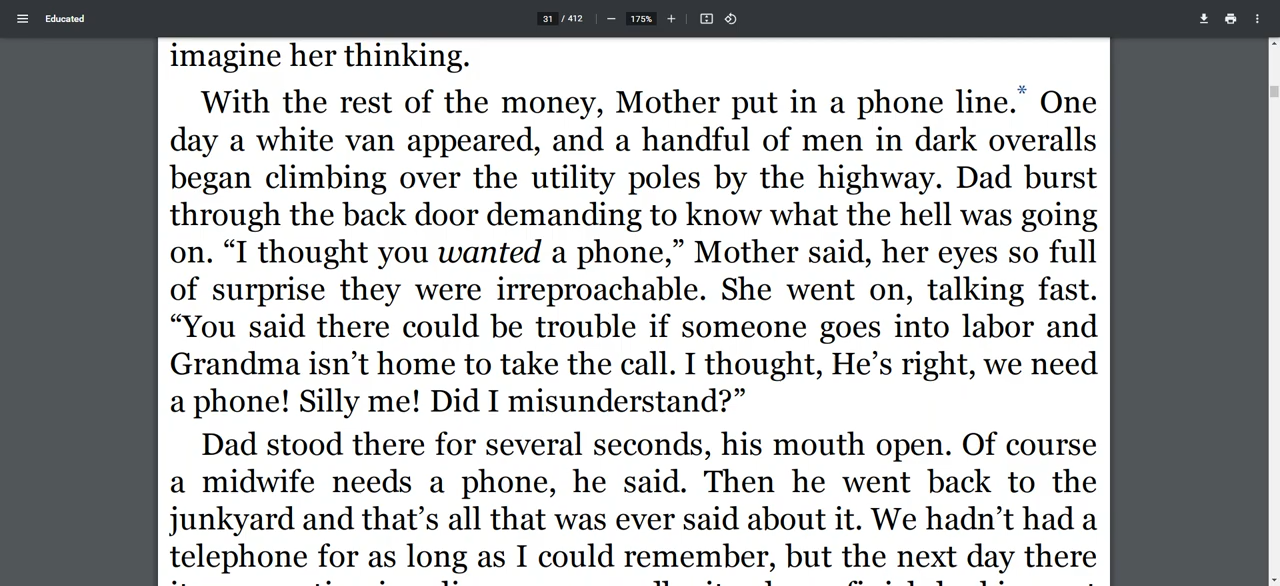 Educated
31 / 412
175%
imagine her thinking.
With the rest of the money, Mother put in a phone line.* One
day a white van appeared, and a handful of men in dark overalls
began climbing over the utility poles by the highway. Dad burst
through the back door demanding to know what the hell was going
on. “I thought you wanted a phone,” Mother said, her eyes so full
of surprise they were irreproachable. She went on, talking fast.
“You said there could be trouble if someone goes into labor and
Grandma isn’t home to take the call. I thought, He’s right, we need
a phone! Silly me! Did I misunderstand?”
Dad stood there for several seconds, his mouth open. Of course
a midwife needs a phone, he said. Then he went back to the
junkyard and that’s all that was ever said about it. We hadn’t had a
telephone for as long as I could remember, but the next day there